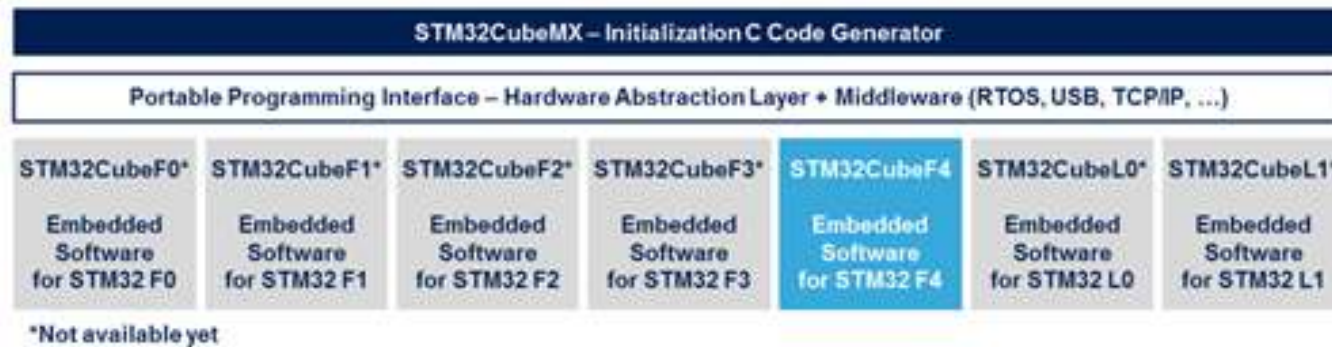 STM32CubeMX – Initialization C Code Generator
Portable Programming Interface – Hardware Abstraction Layer + Middleware (RTOS, USB, TCP/IP, …)
STM32CubeF0*
Embedded
Software
for STM32 F0
STM32CubeF1*
Embedded
Software
for STM32 F1
STM32CubeF2*
Embedded
Software
for STM32 F2
STM32CubeF3*
Embedded
Software
for STM32 F3
STM32CubeF4
Embedded
Software
for STM32 F4
STM32CubeL0*
Embedded
Software
for STM32 L0
STM32CubeL1*
Embedded
Software
for STM32 L1
*Not available yet